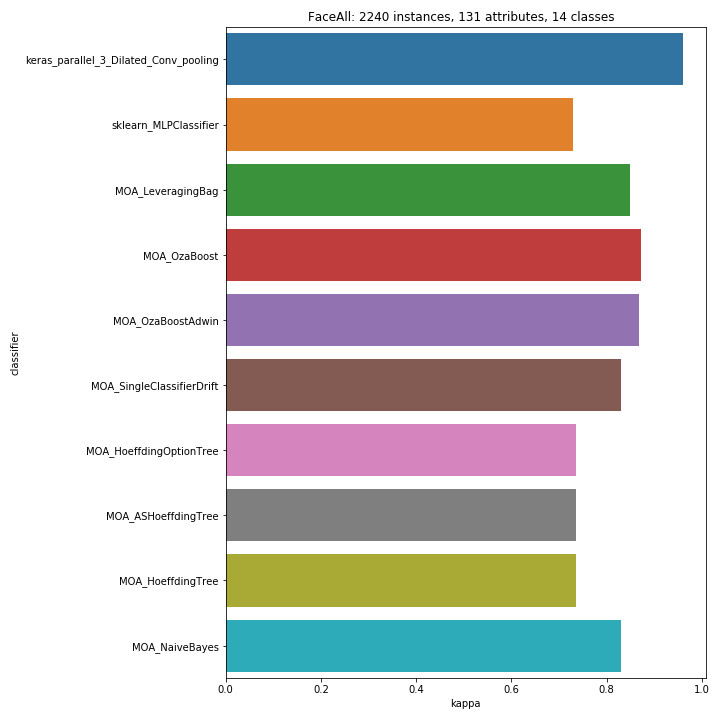 FaceAll: 2240 instances, 131 attributes, 14 classes
keras_parallel_3_Dilated_Conv_pooling
sklearn_MLPClassifier
MOA_LeveragingBag
MOA_OzaBoost
MOA_OzaBoostAdwin
classifier
MOA_SingleClassifierDrift
MOA_HoeffdingOptionTree
MOA_ASHoeffdingTree
MOA_HoeffdingTree
MOA_NaiveBayes
0.0 0.2 0.4 0.6 0.8 1.0
kappa